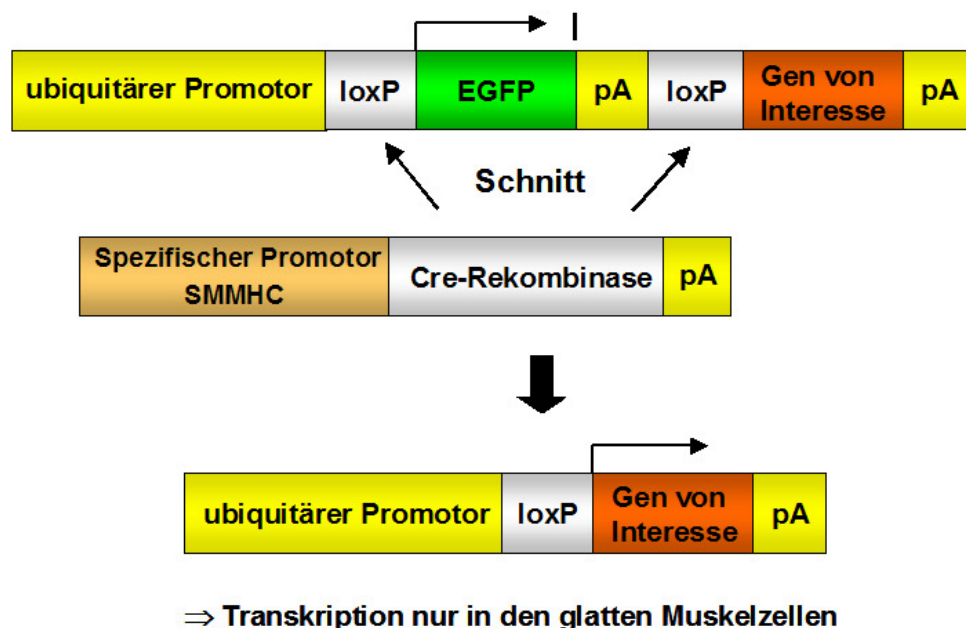 ubiquitärer Promotor loxP EGFP pA loxP Gen von Interesse pA
Schnitt
Spezifischer Promotor SMMHC Cre-Rekombinase pA
ubiquitärer Promotor loxP Gen von Interesse pA
⇒ Transkription nur in den glatten Muskelzellen